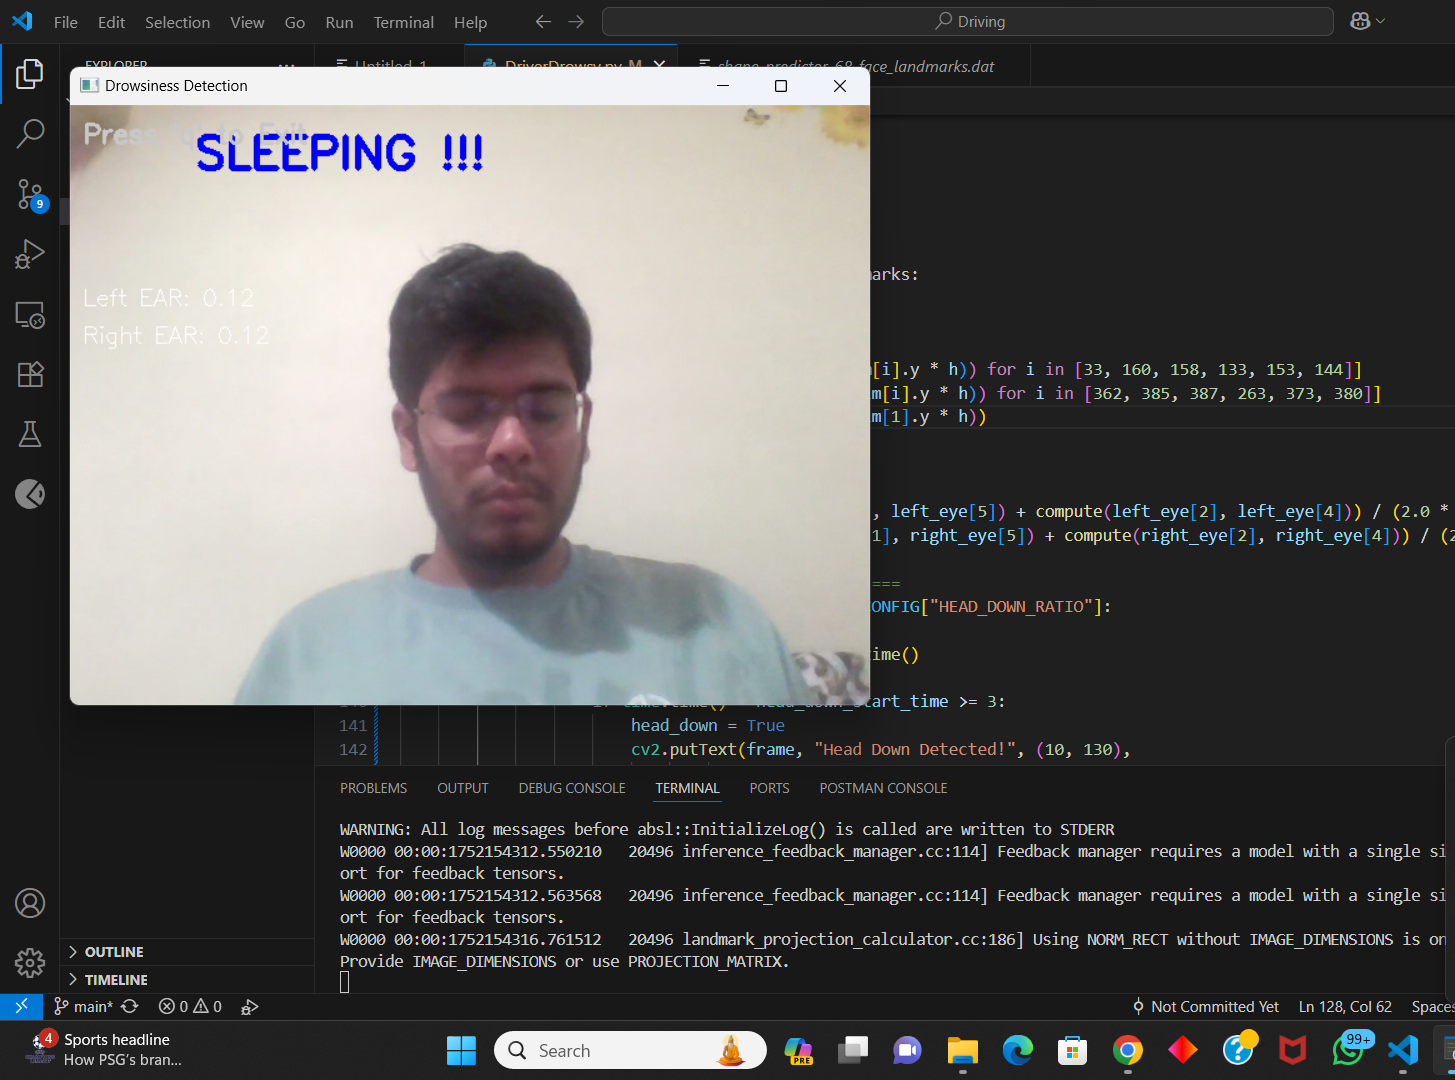 File Edit Selection View Go Run Terminal Help
Driving
EXPLORER
Untitled-1
DriverDrowsy.py M
shape_predictor_68_face_landmarks.dat
Drowsiness Detection
Press 'q' to Exit
SLEEPING !!!
Left EAR: 0.12
Right EAR: 0.12
9
arks:
[i].y * h)) for i in [33, 160, 158, 133, 153, 144]]
m[i].y * h)) for i in [362, 385, 387, 263, 373, 380]]
m[1].y * h))
, left_eye[5]) + compute(left_eye[2], left_eye[4])) / (2.0 *
1], right_eye[5]) + compute(right_eye[2], right_eye[4])) / (2
===
ONFIG["HEAD_DOWN_RATIO"]:
ime()
head_down_start_time >= 3:
141 head_down = True
142 cv2.putText(frame, "Head Down Detected!", (10, 130),
PROBLEMS OUTPUT DEBUG CONSOLE TERMINAL PORTS POSTMAN CONSOLE
WARNING: All log messages before absl::InitializeLog() is called are written to STDERR
W0000 00:00:1752154312.550210 20496 inference_feedback_manager.cc:114] Feedback manager requires a model with a single si
ort for feedback tensors.
W0000 00:00:1752154312.563568 20496 inference_feedback_manager.cc:114] Feedback manager requires a model with a single si
ort for feedback tensors.
W0000 00:00:1752154316.761512 20496 landmark_projection_calculator.cc:186] Using NORM_RECT without IMAGE_DIMENSIONS is on
Provide IMAGE_DIMENSIONS or use PROJECTION_MATRIX.
OUTLINE
TIMELINE
main* 0 0
Not Committed Yet Ln 128, Col 62 Spaces
4
Sports headline
How PSG's bran...
Search
PRE
99+